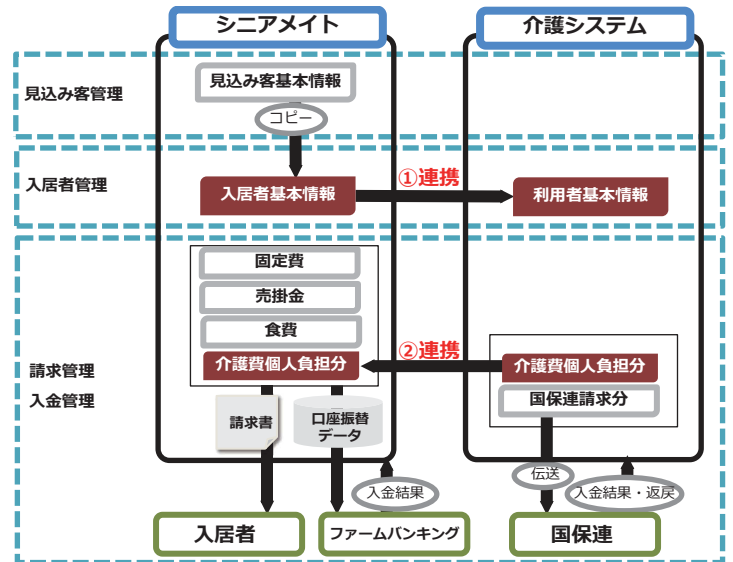 シニアメイト
介護システム
見込み客管理
見込み客基本情報
コピー
入居者管理
入居者基本情報
①連携
利用者基本情報
固定費
売掛金
食費
介護費個人負担分
②連携
介護費個人負担分
国保連請求分
請求管理
入金管理
請求書
口座振替
データ
入金結果
伝送
入金結果・返戻
入居者
ファームバンキング
国保連